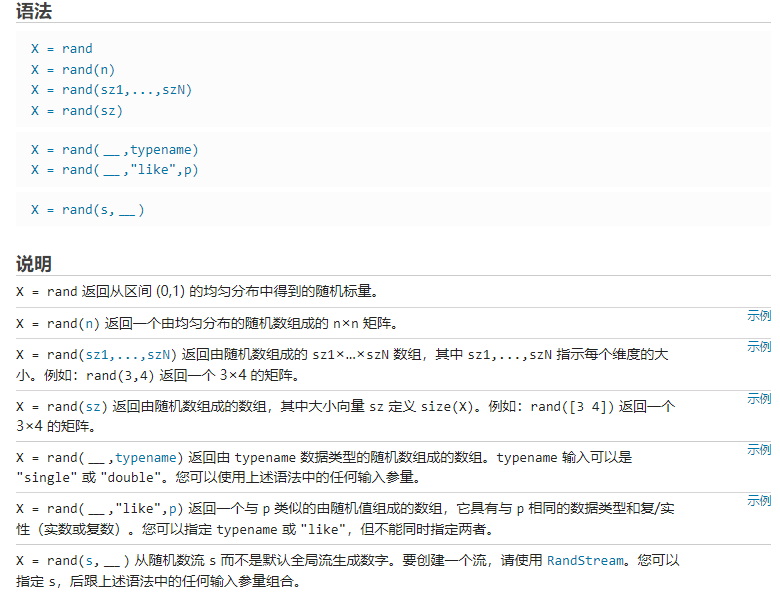 语法
X = rand
X = rand(n)
X = rand(sz1,...,szN)
X = rand(sz)
X = rand(__,typename)
X = rand(__,"like",p)
X = rand(s,__)
说明
X = rand 返回从区间 (0,1) 的均匀分布中得到的随机标量。
X = rand(n) 返回一个由均匀分布的随机数组成的 n×n 矩阵。 示例
X = rand(sz1,...,szN) 返回由随机数组成的 sz1×...×szN 数组，其中 sz1,...,szN 指示每个维度的大 示例
小。例如：rand(3,4) 返回一个 3×4 的矩阵。
X = rand(sz) 返回由随机数组成的数组，其中大小向量 sz 定义 size(X)。例如：rand([3 4]) 返回一个 示例
3×4 的矩阵。
X = rand(__,typename) 返回由 typename 数据类型的随机数组成的数组。typename 输入可以是 示例
"single" 或 "double"。您可以使用上述语法中的任何输入参量。
X = rand(__,"like",p) 返回一个与 p 类似的由随机值组成的数组，它具有与 p 相同的数据类型和复/实 示例
性（实数或复数）。您可以指定 typename 或 "like"，但不能同时指定两者。
X = rand(s,__) 从随机数流 s 而不是默认全局流生成数字。要创建一个流，请使用 RandStream。您可以
指定 s，后跟上述语法中的任何输入参量组合。